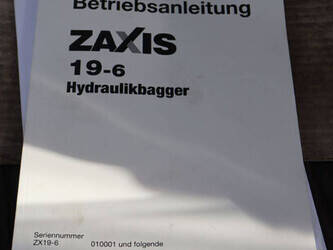 Betriebsanleitung
ZAXIS
19-6
Hydraulikbagger
Seriennummer
ZX19-6 010001 und folgende